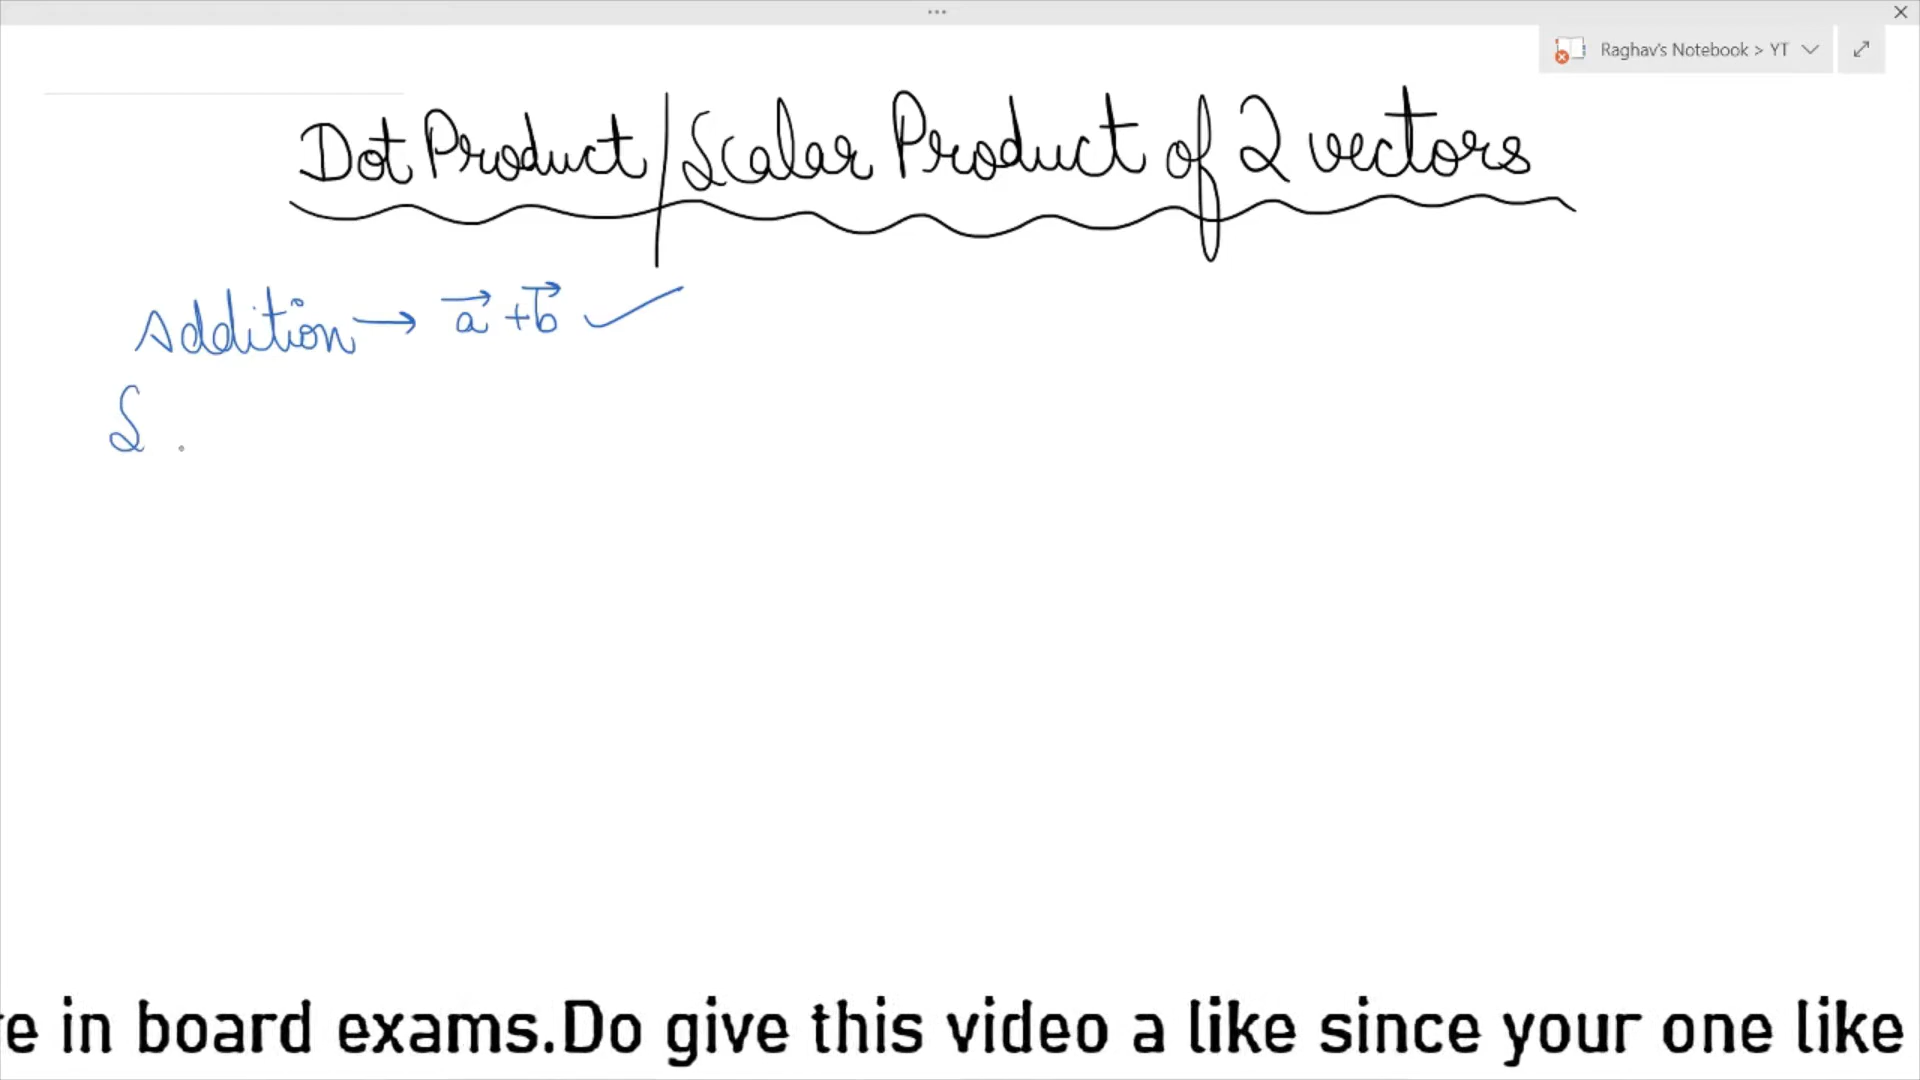 Raghav's Notebook > YT
Dot Product/Scalar Product of 2 vectors
Addition → a⃗ + b⃗ ✓
S
e in board exams.Do give this video a like since your one like